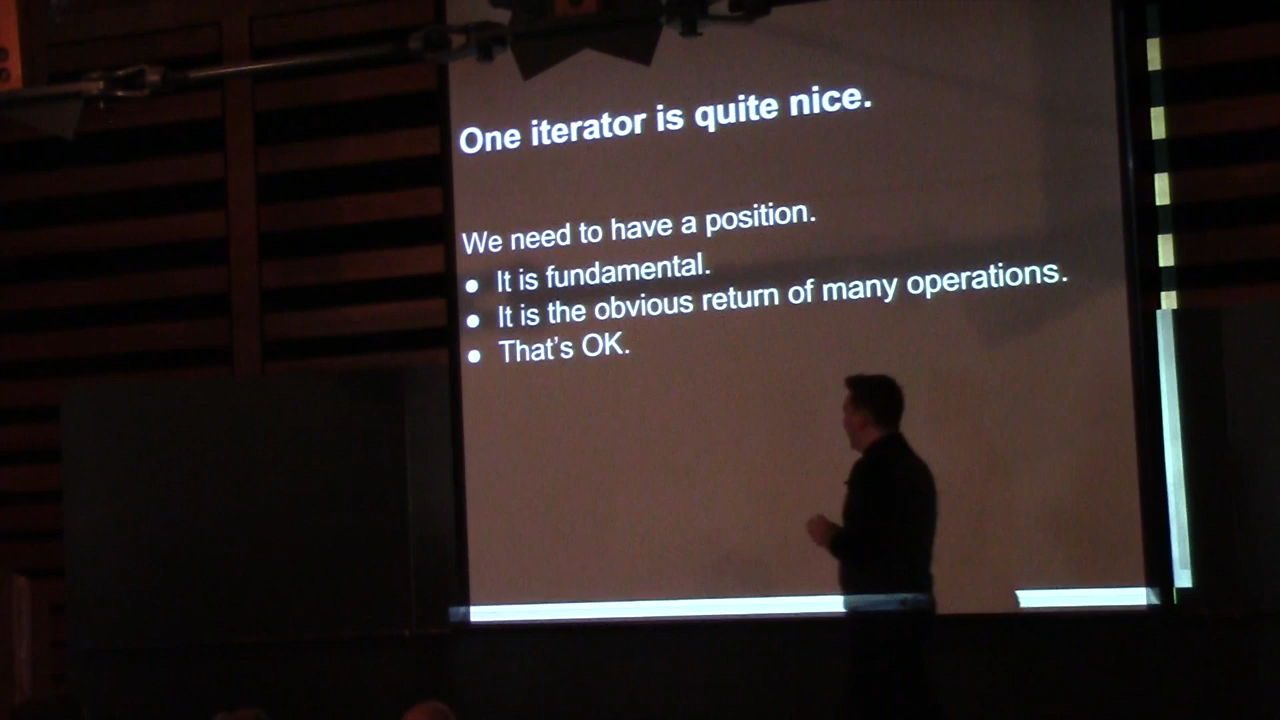 One iterator is quite nice.
We need to have a position.
● It is fundamental.
● It is the obvious return of many operations.
● That's OK.